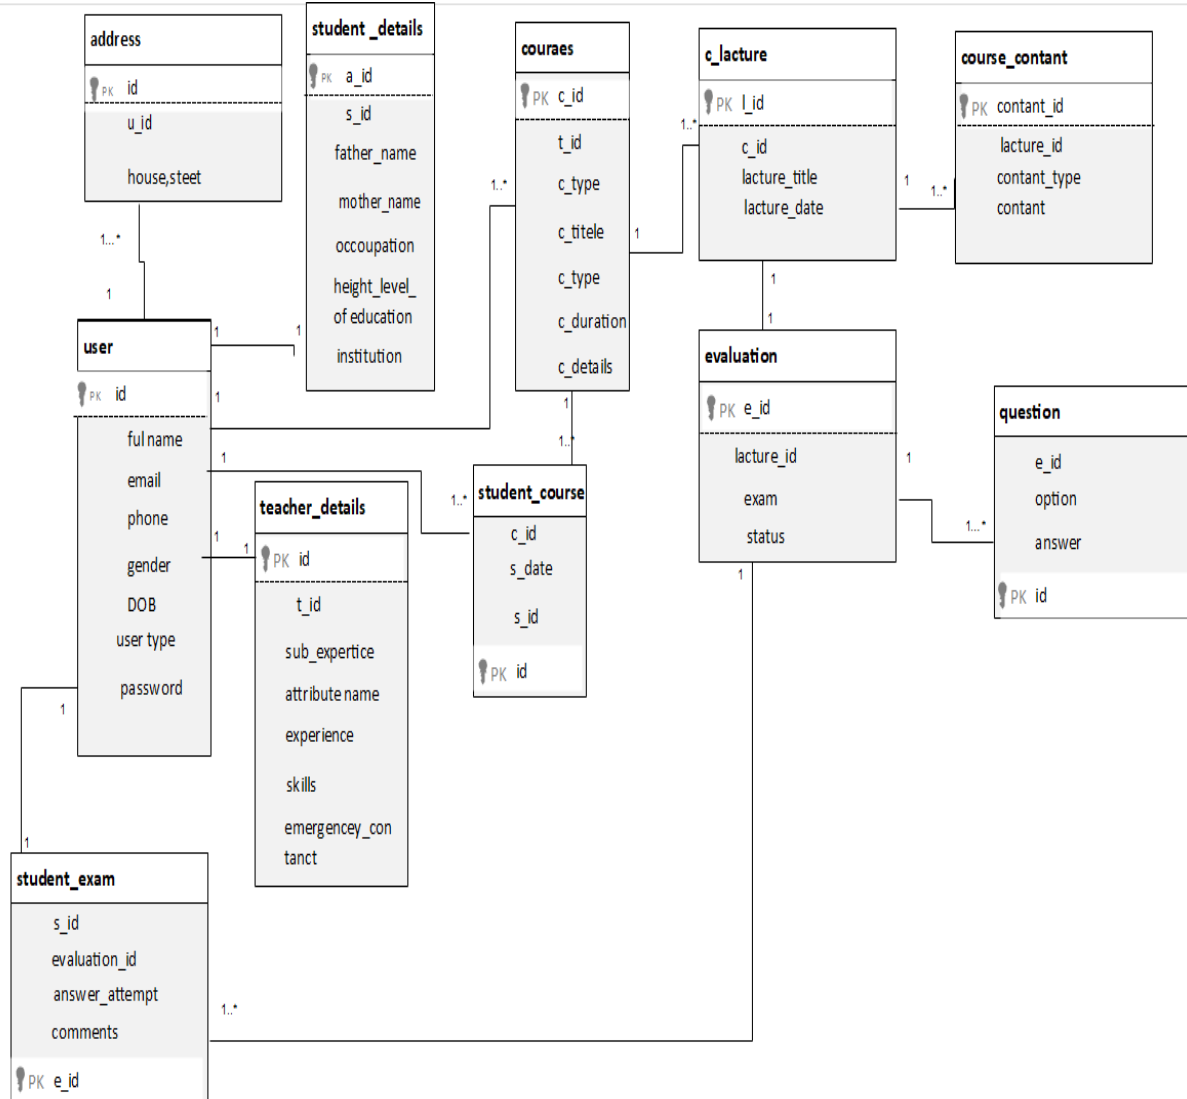 address
PK id
u_id
house,steet
student _details
PK a_id
s_id
father_name
mother_name
occoupation
height_level_
of education
institution
couraes
PK c_id
t_id
c_type
c_titele
c_type
c_duration
c_details
c_lacture
PK l_id
c_id
lacture_title
lacture_date
course_contant
PK contant_id
lacture_id
contant_type
contant
1...*
1
1
1
1..*
1
1..*
1
1..*
1
1
user
PK id
ful name
email
phone
gender
DOB
user type
password
1
1
1
1
1
1..*
1
1..*
teacher_details
PK id
t_id
sub_expertice
attribute name
experience
skills
emergencey_con
tanct
student_course
c_id
s_date
s_id
PK id
evaluation
PK e_id
lacture_id
exam
status
1
1...*
1
question
e_id
option
answer
PK id
1
student_exam
s_id
evaluation_id
answer_attempt
comments
PK e_id
1..*